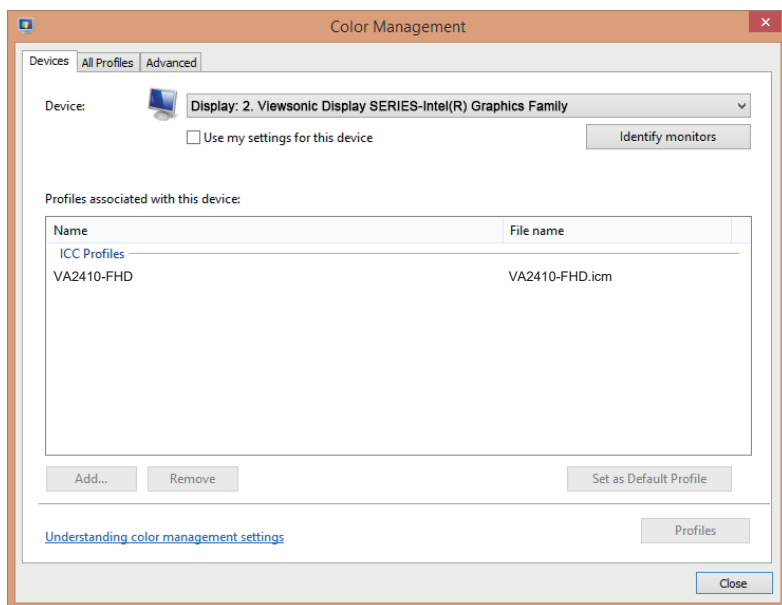 Color Management
Devices All Profiles Advanced
Device: Display: 2. Viewsonic Display SERIES-Intel(R) Graphics Family
Use my settings for this device Identify monitors
Profiles associated with this device:
Name File name
ICC Profiles
VA2410-FHD VA2410-FHD.icm
Add... Remove Set as Default Profile
Understanding color management settings Profiles
Close